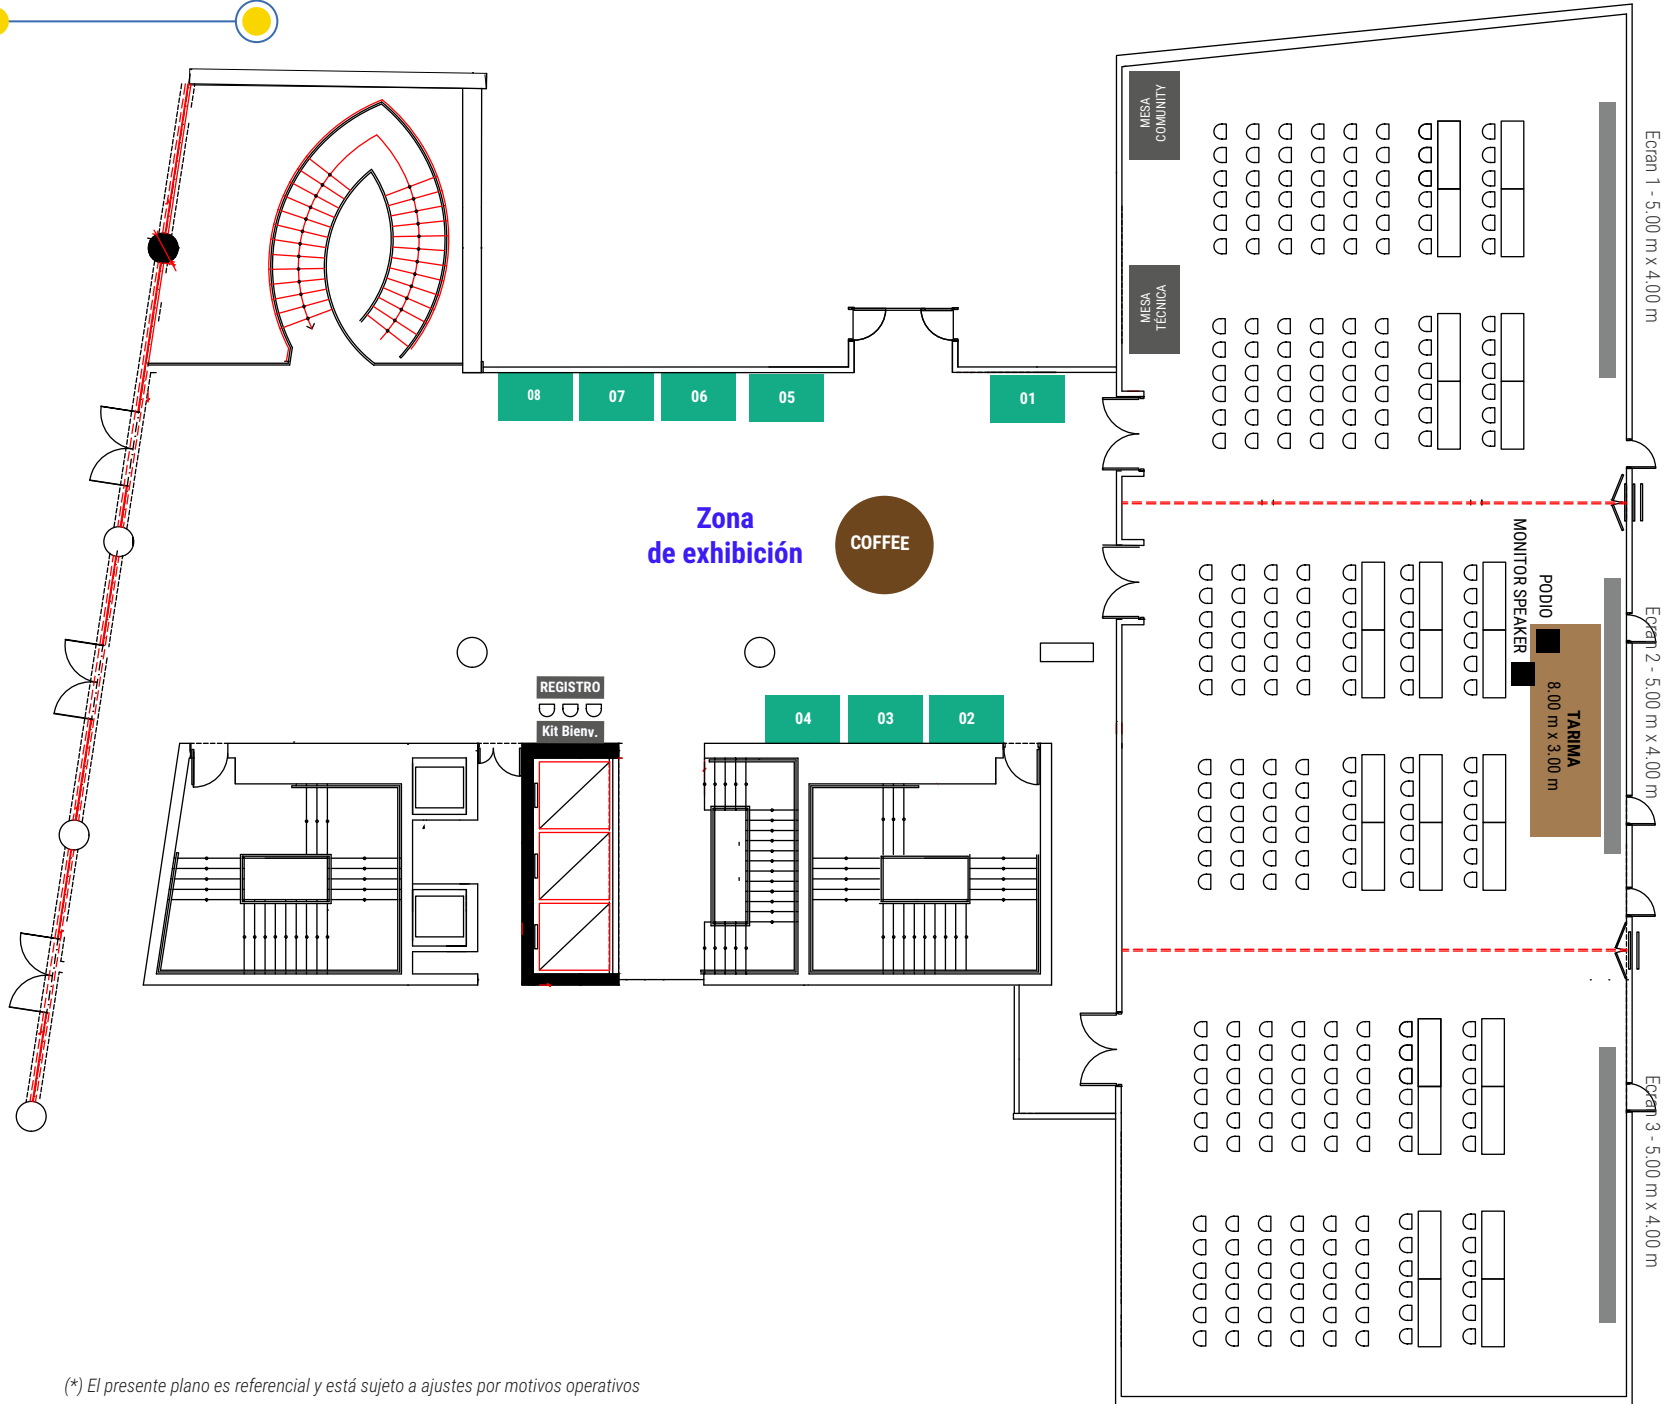 MESA
COMUNITY
MESA
TÉCNICA
Ecran 1 - 5.00 m x 4.00 m
08
07
06
05
01
Zona
de exhibición
COFFEE
MONITOR SPEAKER
PODIO
TARIMA
8.00 m x 3.00 m
Ecran 2 - 5.00 m x 4.00 m
REGISTRO
Kit Bienv.
04
03
02
Ecran 3 - 5.00 m x 4.00 m
(*) El presente plano es referencial y está sujeto a ajustes por motivos operativos